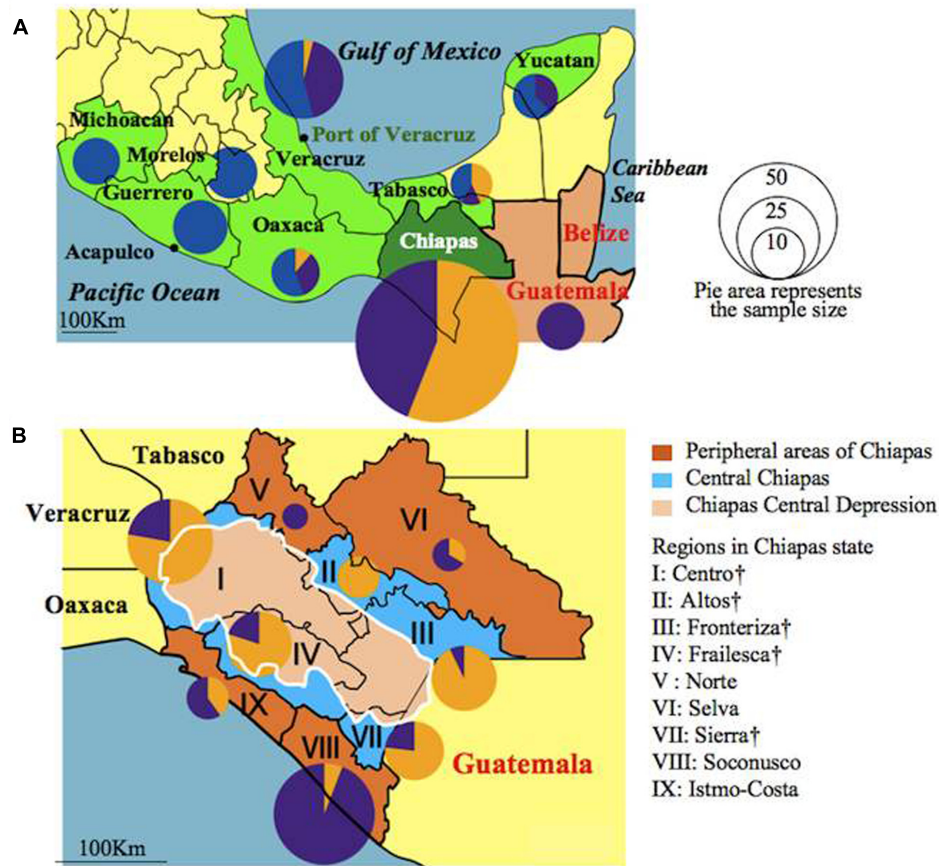 A
Gulf of Mexico
Yucatan
Michoacan
Port of Veracruz
Morelos
Veracruz
Caribbean
Sea
Guerrero
Tabasco
Oaxaca
Chiapas
Belize
Acapulco
Pacific Ocean
Guatemala
100Km
50
25
10
Pie area represents
the sample size
B
Tabasco
Veracruz
Oaxaca
V
VI
I
II
III
IV
IX
VIII
VII
Guatemala
100Km
Peripheral areas of Chiapas
Central Chiapas
Chiapas Central Depression
Regions in Chiapas state
I: Centro†
II: Altos†
III: Fronteriza†
IV: Frailesca†
V : Norte
VI: Selva
VII: Sierra†
VIII: Soconusco
IX: Istmo-Costa